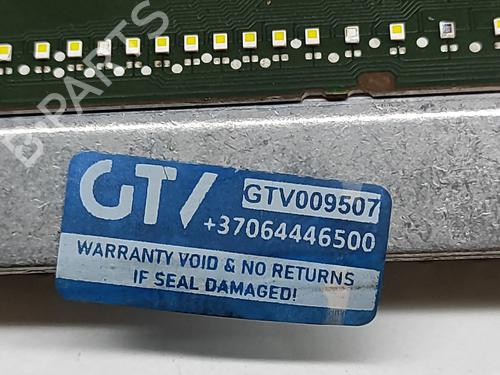 B-PARTS
GTV
GTV009507
+37064446500
WARRANTY VOID & NO RETURNS
IF SEAL DAMAGED!